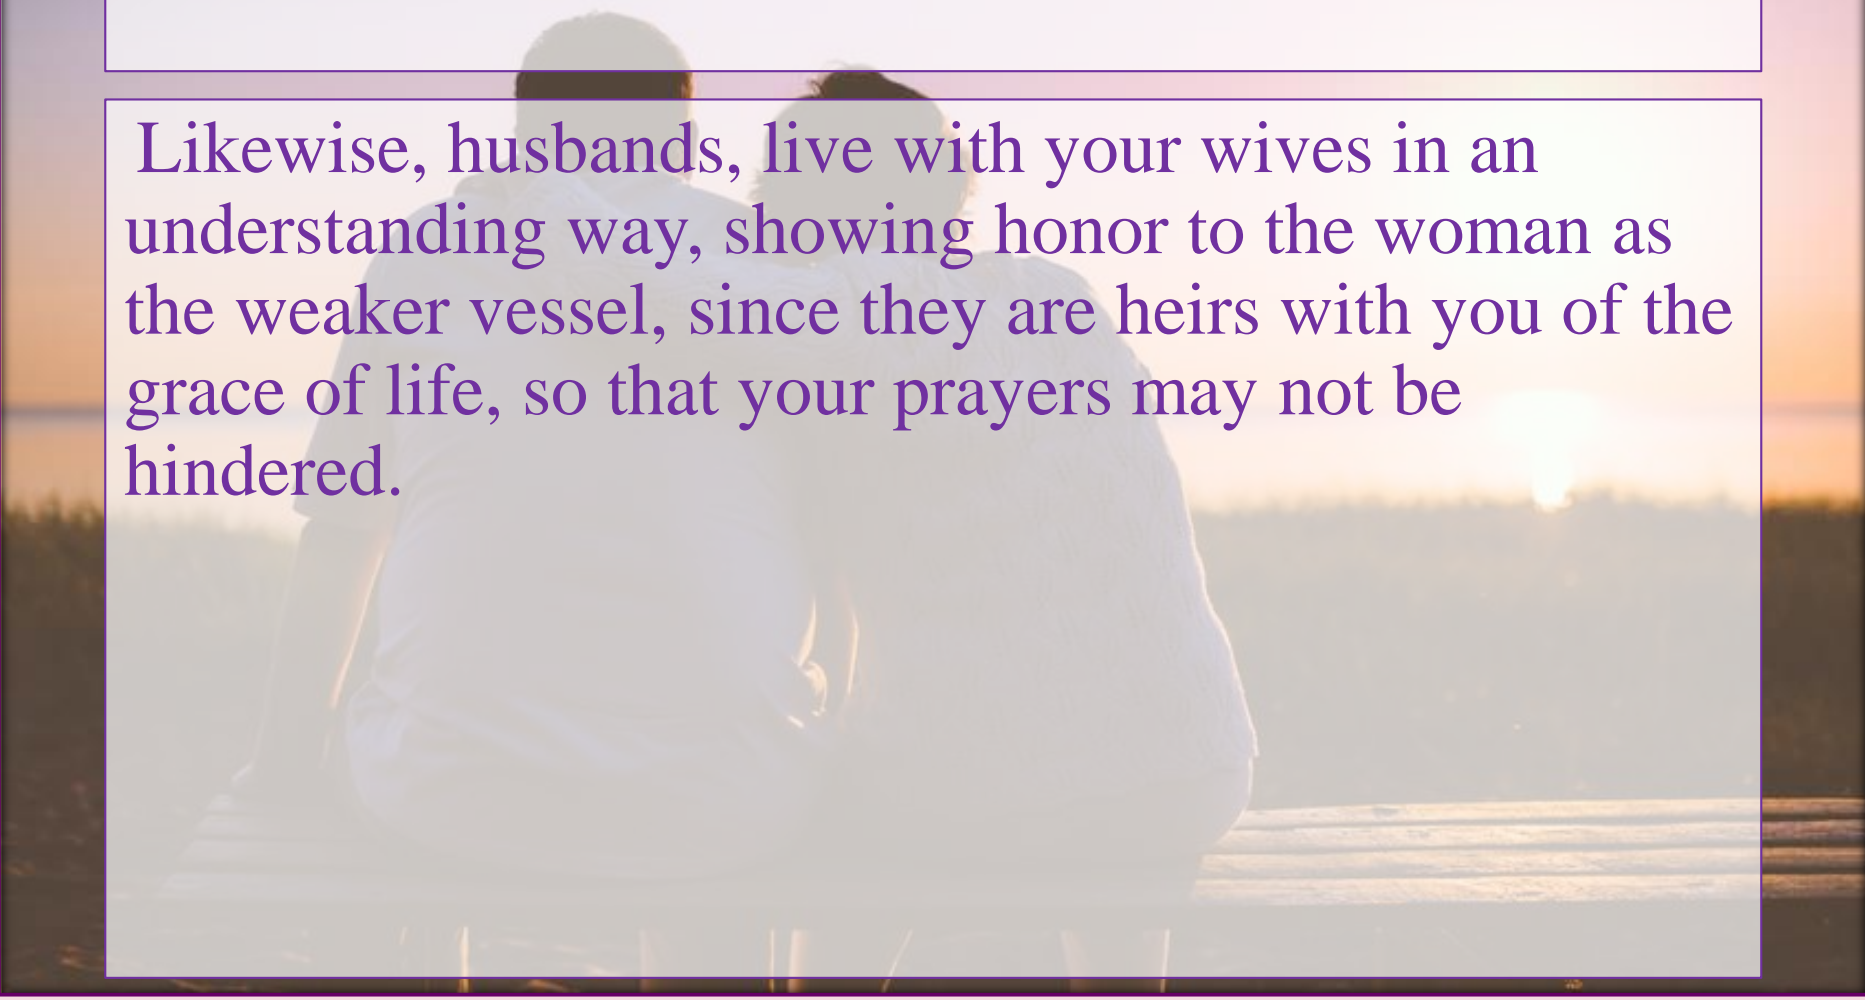 Likewise, husbands, live with your wives in an
understanding way, showing honor to the woman as
the weaker vessel, since they are heirs with you of the
grace of life, so that your prayers may not be
hindered.